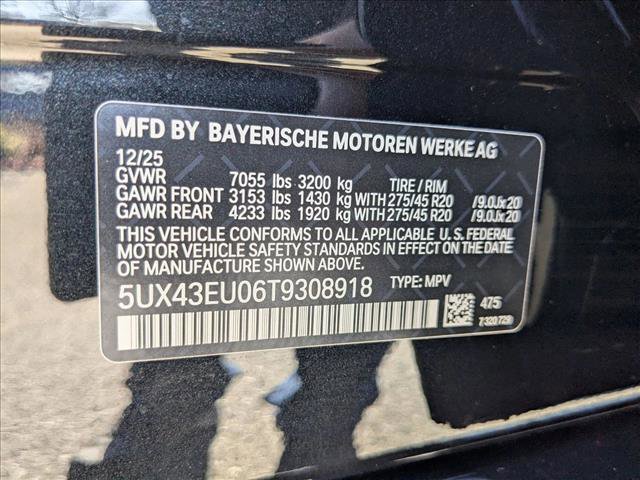 MFD BY BAYERISCHE MOTOREN WERKE AG
12/25
GVWR 7055 lbs 3200 kg TIRE / RIM
GAWR FRONT 3153 lbs 1430 kg WITH 275/45 R20 /9.0Jx20
GAWR REAR 4233 lbs 1920 kg WITH 275/45 R20 /9.0Jx20
THIS VEHICLE CONFORMS TO ALL APPLICABLE U.S. FEDERAL
MOTOR VEHICLE SAFETY STANDARDS IN EFFECT ON THE DATE
OF MANUFACTURE SHOWN ABOVE.
5UX43EU06T9308918 TYPE: MPV
475
7 320 729